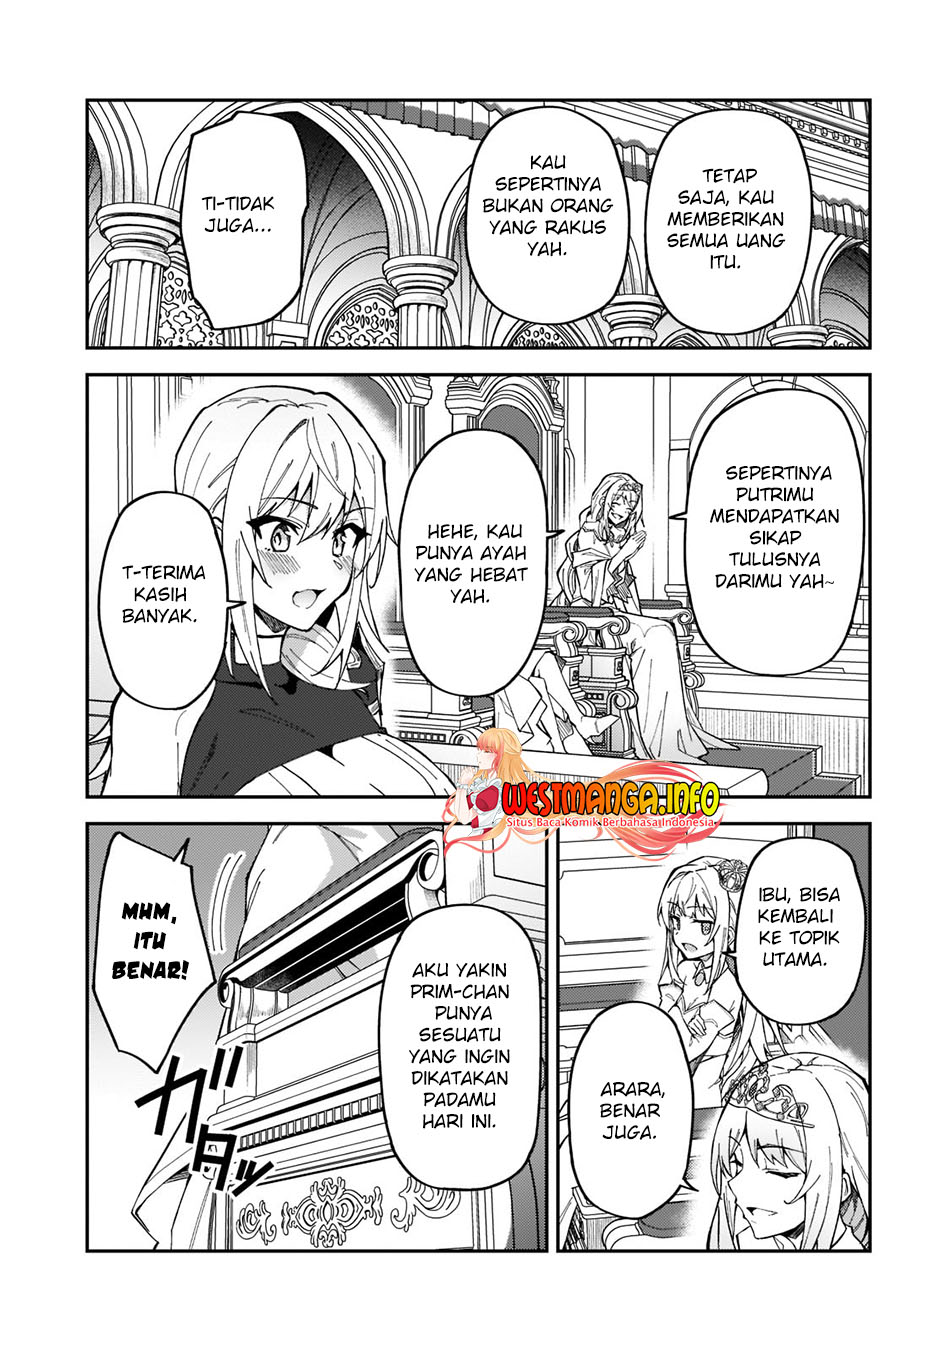 TETAP
SAJA, KAU
MEMBERIKAN
SEMUA UANG
ITU.
KAU
SEPERTINYA
BUKAN ORANG
YANG RAKUS
YAH.
TI-TIDAK
JUGA...
SEPERTINYA
PUTRIMU
MENDAPATKAN
SIKAP
TULUSNYA
DARIMU YAH~
HEHE, KAU
PUNYA AYAH
YANG HEBAT
YAH.
T-TERIMA
KASIH
BANYAK.
WESTMANGA.INFO
Situs Baca Komik Berbahasa Indonesia
IBU, BISA
KEMBALI
KE TOPIK
UTAMA.
ARARA,
BENAR
JUGA.
AKU YAKIN
PRIM-CHAN
PUNYA
SESUATU
YANG INGIN
DIKATAKAN
PADAMU
HARI INI.
MHM,
ITU
BENAR!
ガタッ